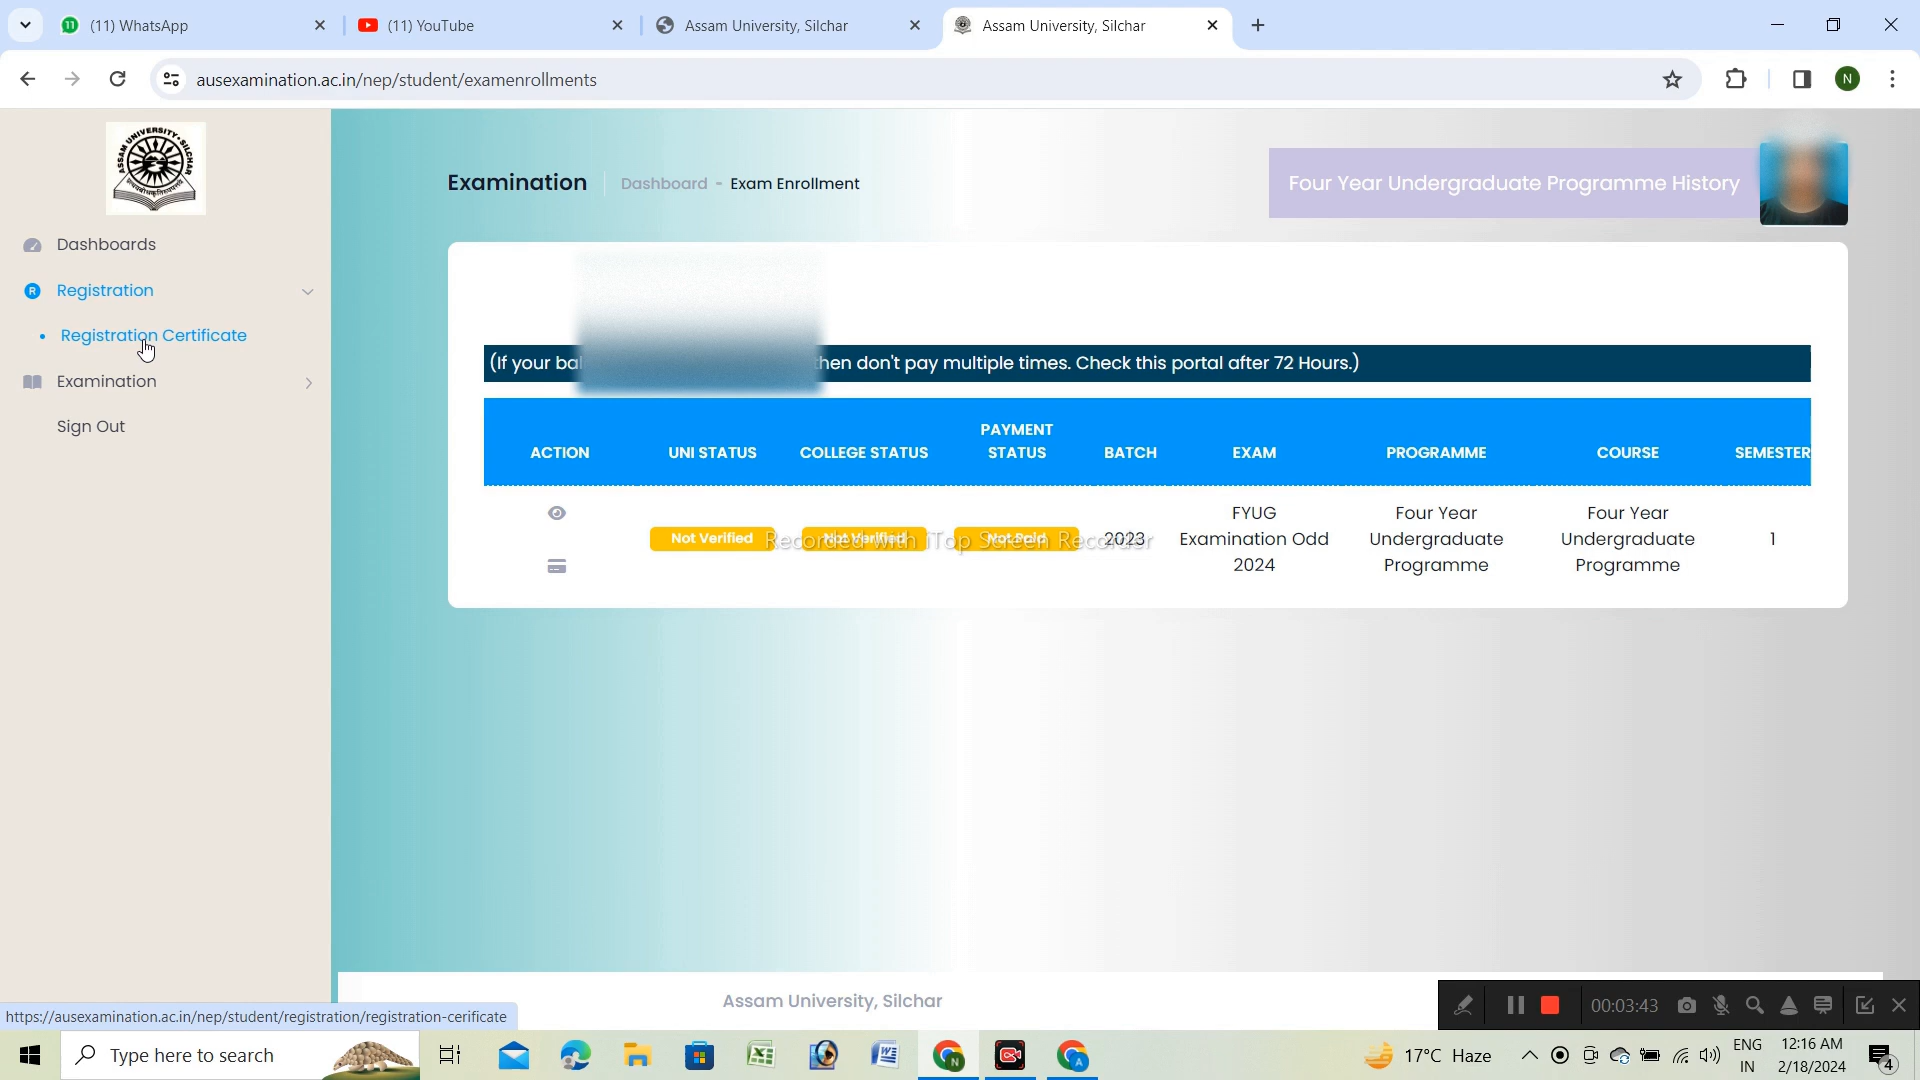 (11) WhatsApp
(11) YouTube
Assam University, Silchar
Assam University, Silchar
ausexamination.ac.in/nep/student/examenrollments
N
ASSAM UNIVERSITY, SILCHAR
Dashboards
R Registration
Registration Certificate
Examination
Sign Out
Examination
Dashboard - Exam Enrollment
Four Year Undergraduate Programme History
(If your bal
then don't pay multiple times. Check this portal after 72 Hours.)
ACTION
UNI STATUS
COLLEGE STATUS
PAYMENT
STATUS
BATCH
EXAM
PROGRAMME
COURSE
SEMESTER
Not Verified
Not Verified
Not Paid
2023
FYUG
Examination Odd
2024
Four Year
Undergraduate
Programme
Four Year
Undergraduate
Programme
1
Recorded with iTop Screen Recorder
Assam University, Silchar
https://ausexamination.ac.in/nep/student/registration/registration-cerificate
00:03:43
Type here to search
17°C Haze
ENG
IN
12:16 AM
2/18/2024
4